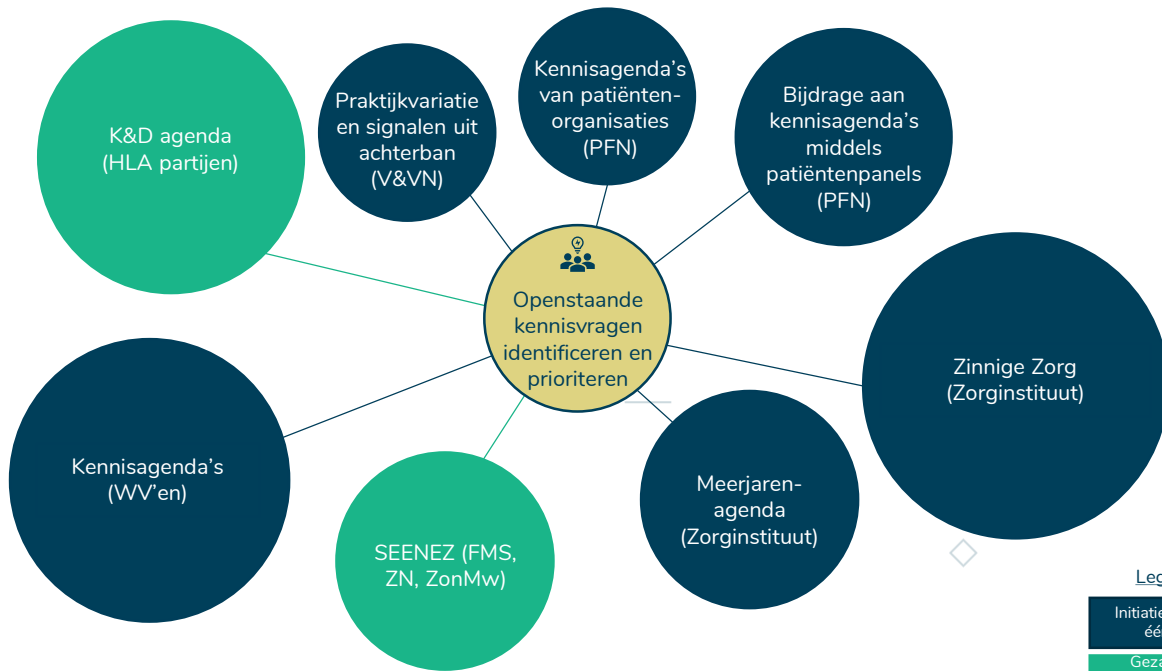 K&D agenda
(HLA partijen)
Praktijkvariatie
en signalen uit
achterban
(V&VN)
Kennisagenda's
van patiënten-
organisaties
(PFN)
Bijdrage aan
kennisagenda's
middels
patiëntenpanels
(PFN)
Openstaande
kennisvragen
identificeren en
prioriteren
Zinnige Zorg
(Zorginstituut)
Kennisagenda's
(WV'en)
SEENEZ (FMS,
ZN, ZonMw)
Meerjaren-
agenda
(Zorginstituut)